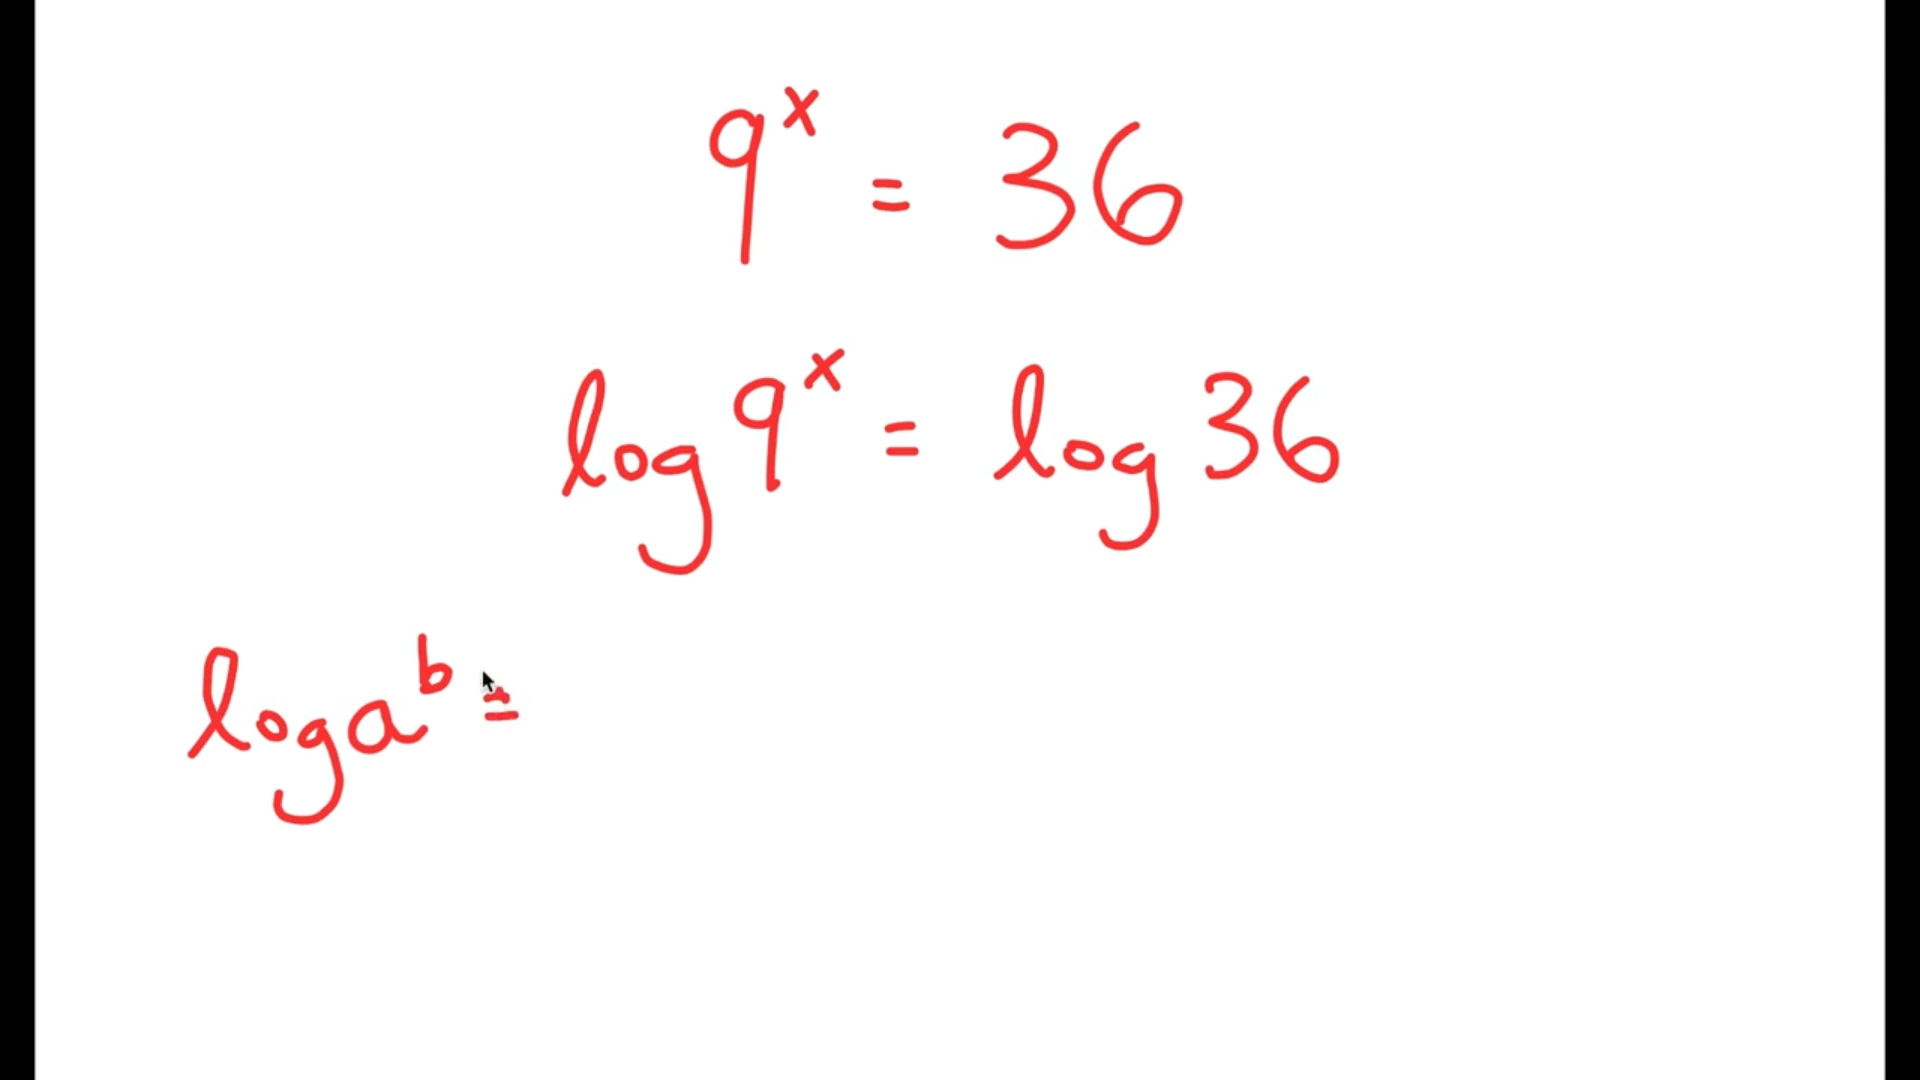 9^x = 36
log 9^x = log 36
log a^b =